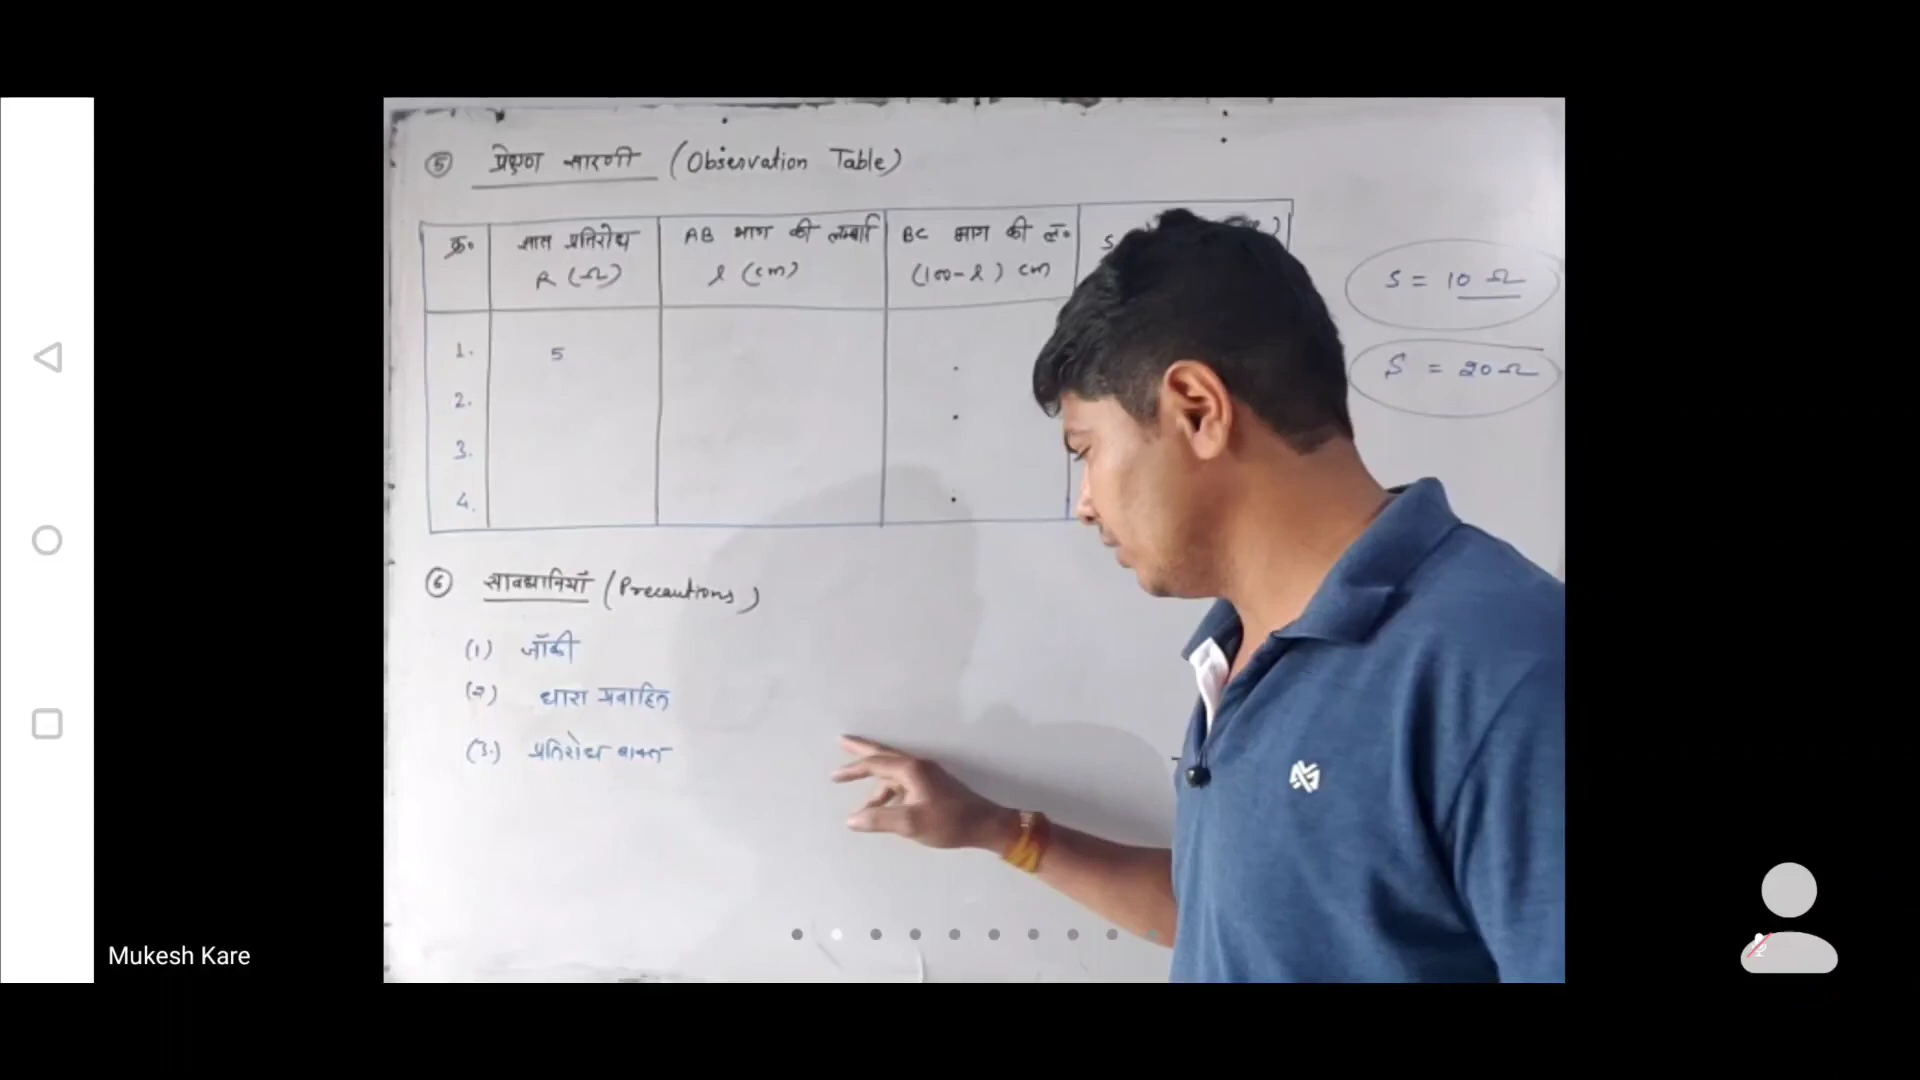 ⑤ प्रेक्षण सारणी (Observation Table)
क्र० ज्ञात प्रतिरोध AB भाग की लम्बाई BC भाग की लं० S
R (Ω) l (cm) (100-l) cm
S = 10 Ω
1. 5
S = 20 Ω
2.
3.
4.
⑥ सावधानियाँ (Precautions)
(1) जॉकी
(2) धारा प्रवाहित
(3.) प्रतिरोध बाक्स
Mukesh Kare